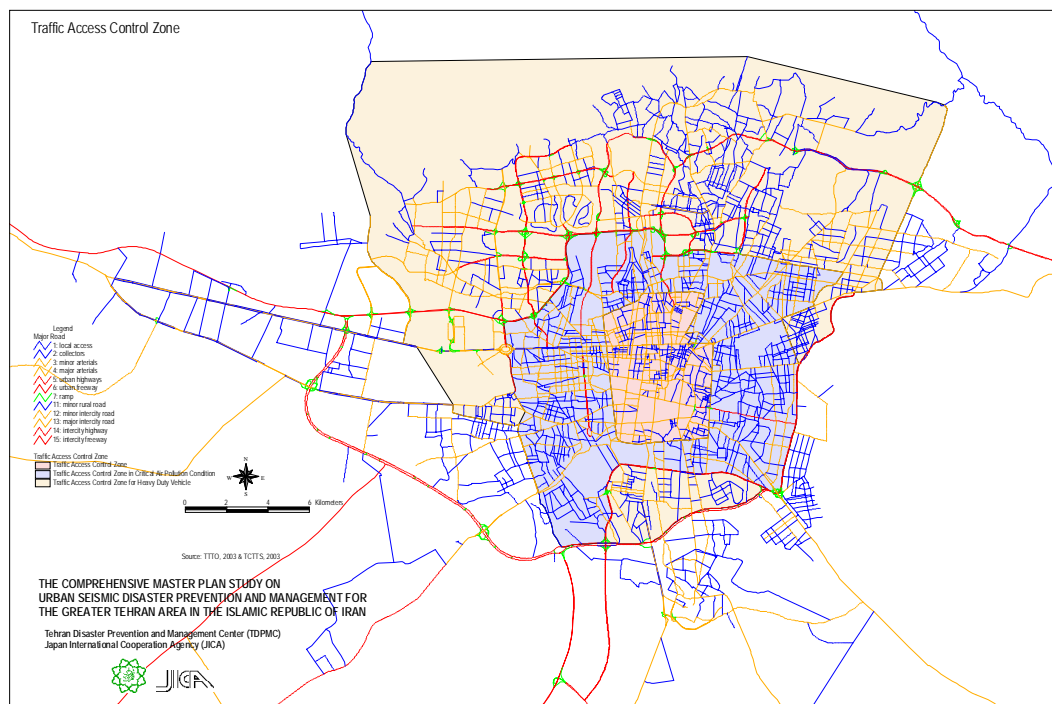 Traffic Access Control Zone
Legend
Major Road
1: local access
2: collectors
3: minor arterials
4: major arterials
5: urban highways
6: urban freeway
7: ramp
11: minor rural road
12: minor intercity road
13: major intercity road
14: intercity highway
15: intercity freeway
Traffic Access Control Zone
Traffic Access Control Zone
Traffic Access Control Zone in Critical Air Pollution Condition
Traffic Access Control Zone for Heavy Duty Vehicle
N
W E
S
0 2 4 6 Kilometers
Source: TTTO, 2003 & TCTTS, 2003
THE COMPREHENSIVE MASTER PLAN STUDY ON
URBAN SEISMIC DISASTER PREVENTION AND MANAGEMENT FOR
THE GREATER TEHRAN AREA IN THE ISLAMIC REPUBLIC OF IRAN
Tehran Disaster Prevention and Management Center (TDPMC)
Japan International Cooperation Agency (JICA)
JICA